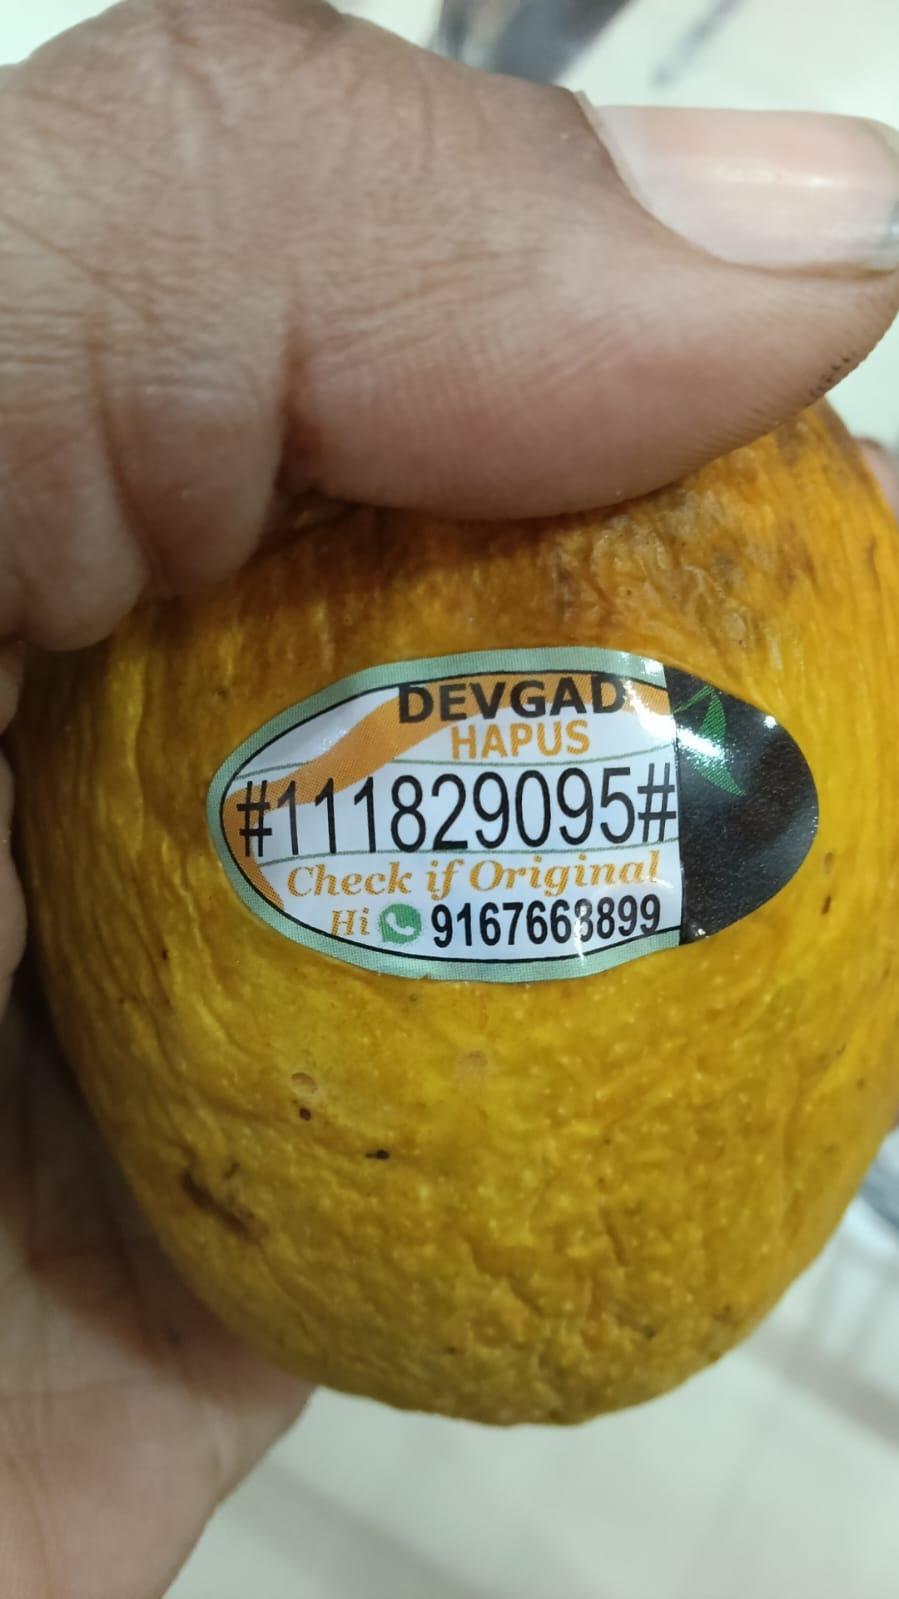 DEVGAD
HAPUS
#111829095#
Check if Original
Hi 9167668899